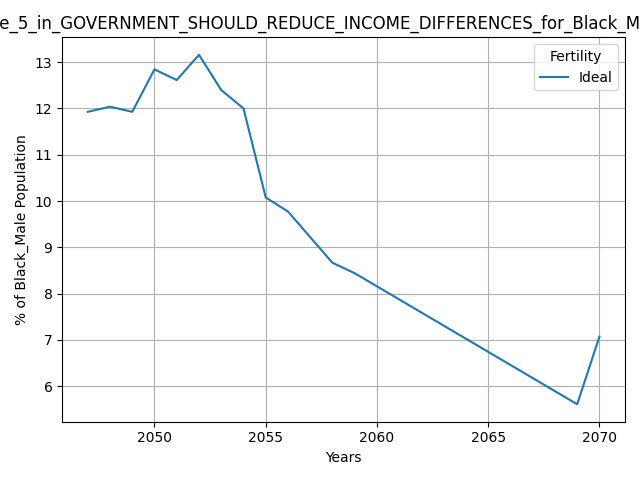 e_5_in_GOVERNMENT_SHOULD_REDUCE_INCOME_DIFFERENCES_for_Black_M
Fertility
Ideal
13
12
11
10
9
8
7
6
% of Black_Male Population
2050 2055 2060 2065 2070
Years